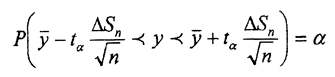 P(ȳ − t_α ΔS_n/√n ≺ y ≺ ȳ + t_α ΔS_n/√n) = α